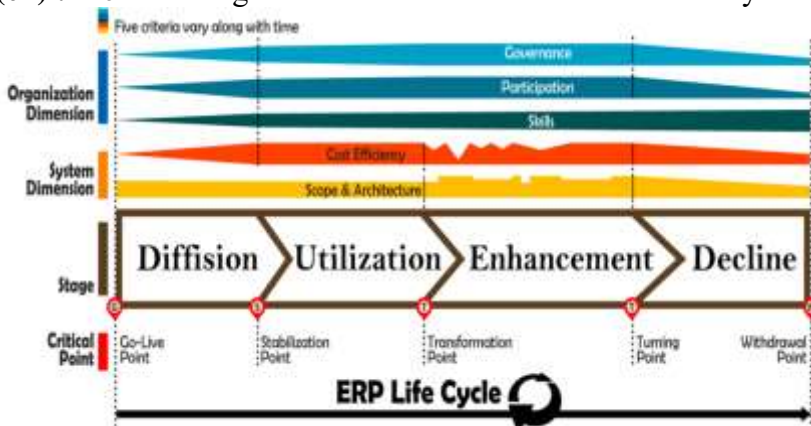 Five criteria vary along with time
Governance
Organization
Dimension
Participation
Skills
System
Dimension
Cost Efficiency
Scope & Architecture
Stage
Diffision
Utilization
Enhancement
Decline
Critical
Point
Go-Live
Point
Stabilization
Point
Transformation
Point
Turning
Point
Withdrawal
Point
ERP Life Cycle